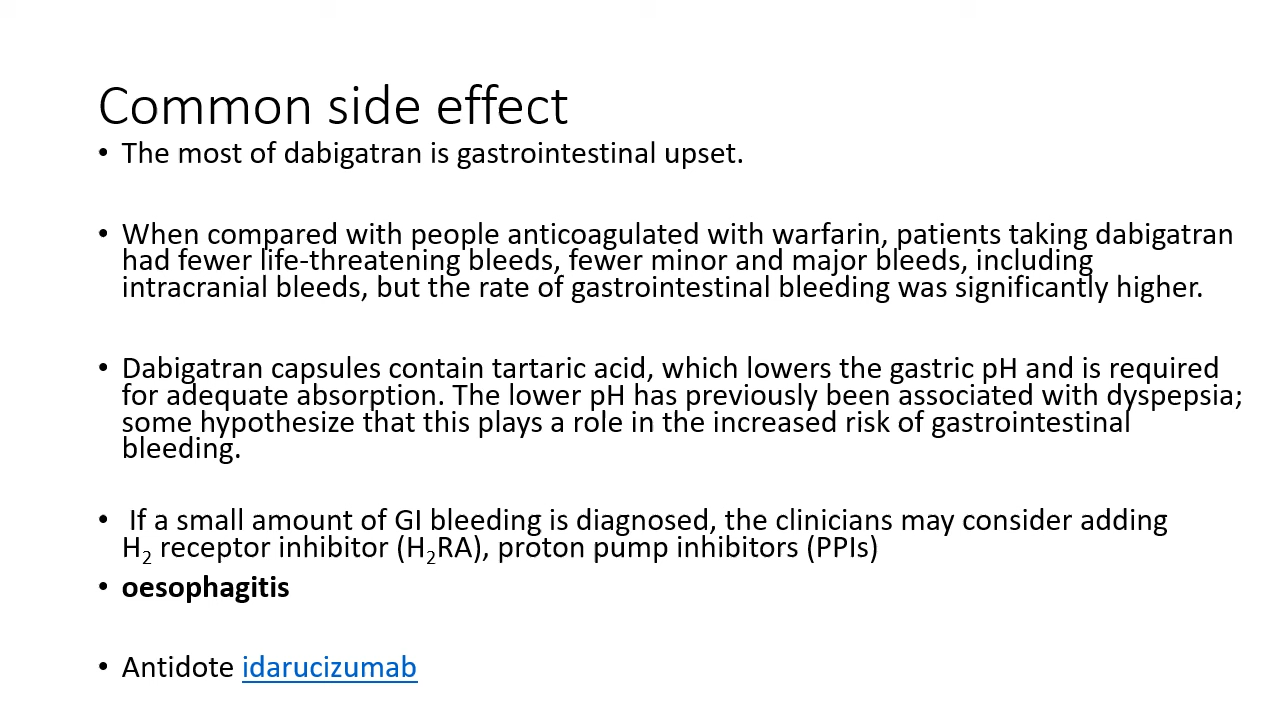 Common side effect
• The most of dabigatran is gastrointestinal upset.
• When compared with people anticoagulated with warfarin, patients taking dabigatran
had fewer life-threatening bleeds, fewer minor and major bleeds, including
intracranial bleeds, but the rate of gastrointestinal bleeding was significantly higher.
• Dabigatran capsules contain tartaric acid, which lowers the gastric pH and is required
for adequate absorption. The lower pH has previously been associated with dyspepsia;
some hypothesize that this plays a role in the increased risk of gastrointestinal
bleeding.
• If a small amount of GI bleeding is diagnosed, the clinicians may consider adding
H₂ receptor inhibitor (H₂RA), proton pump inhibitors (PPIs)
• oesophagitis
• Antidote idarucizumab